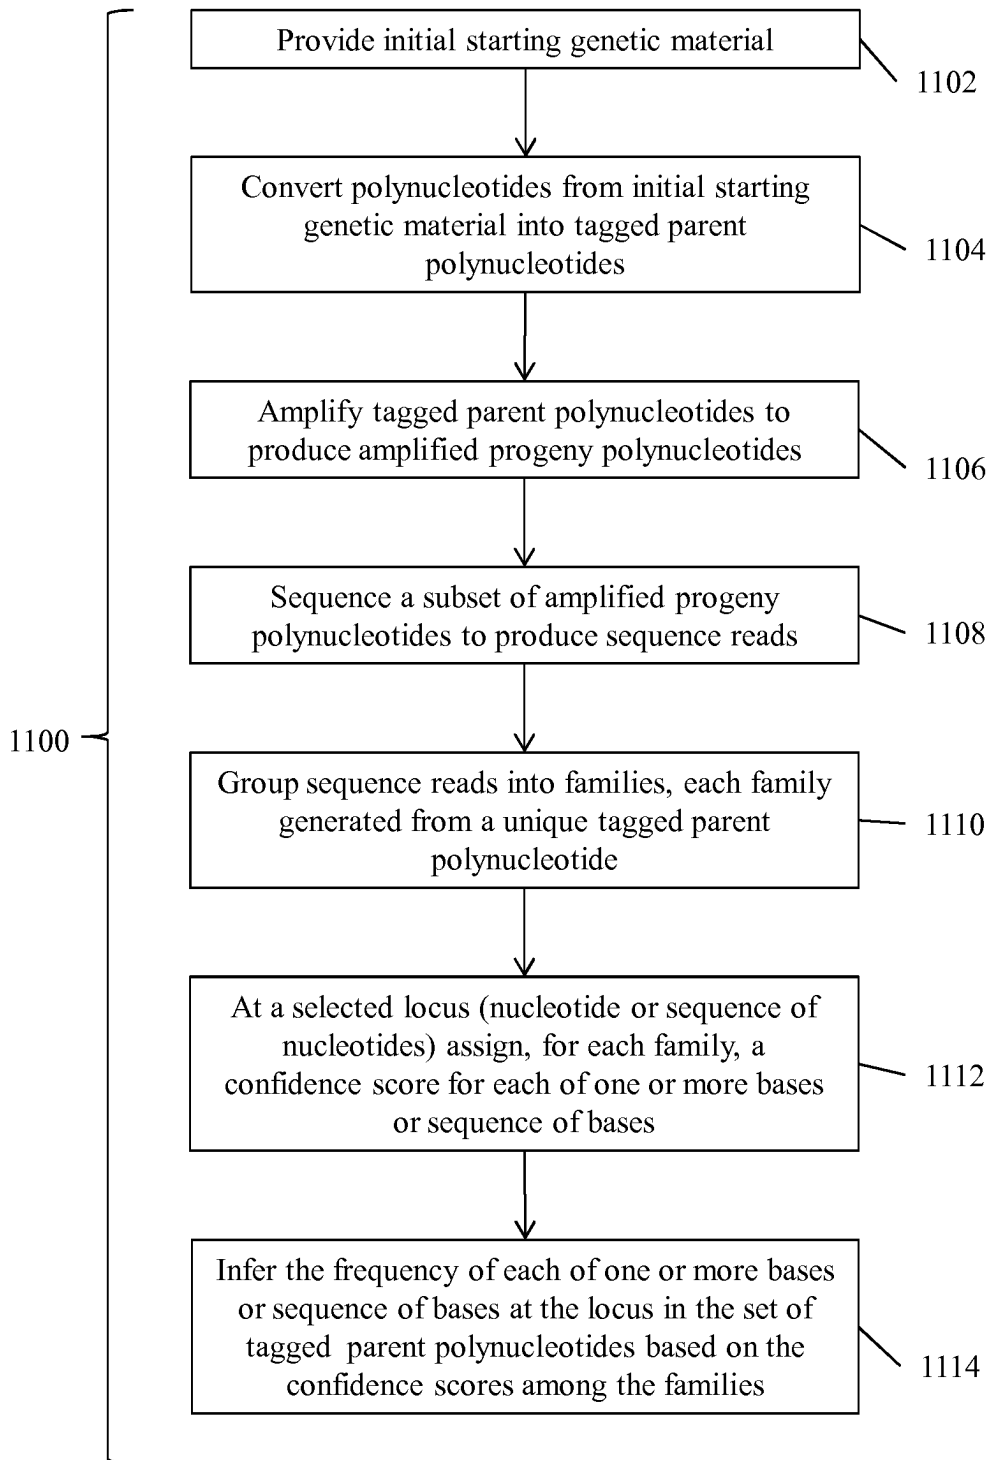 Provide initial starting genetic material
1102
Convert polynucleotides from initial starting
genetic material into tagged parent
polynucleotides
1104
Amplify tagged parent polynucleotides to
produce amplified progeny polynucleotides
1106
Sequence a subset of amplified progeny
polynucleotides to produce sequence reads
1108
1100
Group sequence reads into families, each family
generated from a unique tagged parent
polynucleotide
1110
At a selected locus (nucleotide or sequence of
nucleotides) assign, for each family, a
confidence score for each of one or more bases
or sequence of bases
1112
Infer the frequency of each of one or more bases
or sequence of bases at the locus in the set of
tagged parent polynucleotides based on the
confidence scores among the families
1114